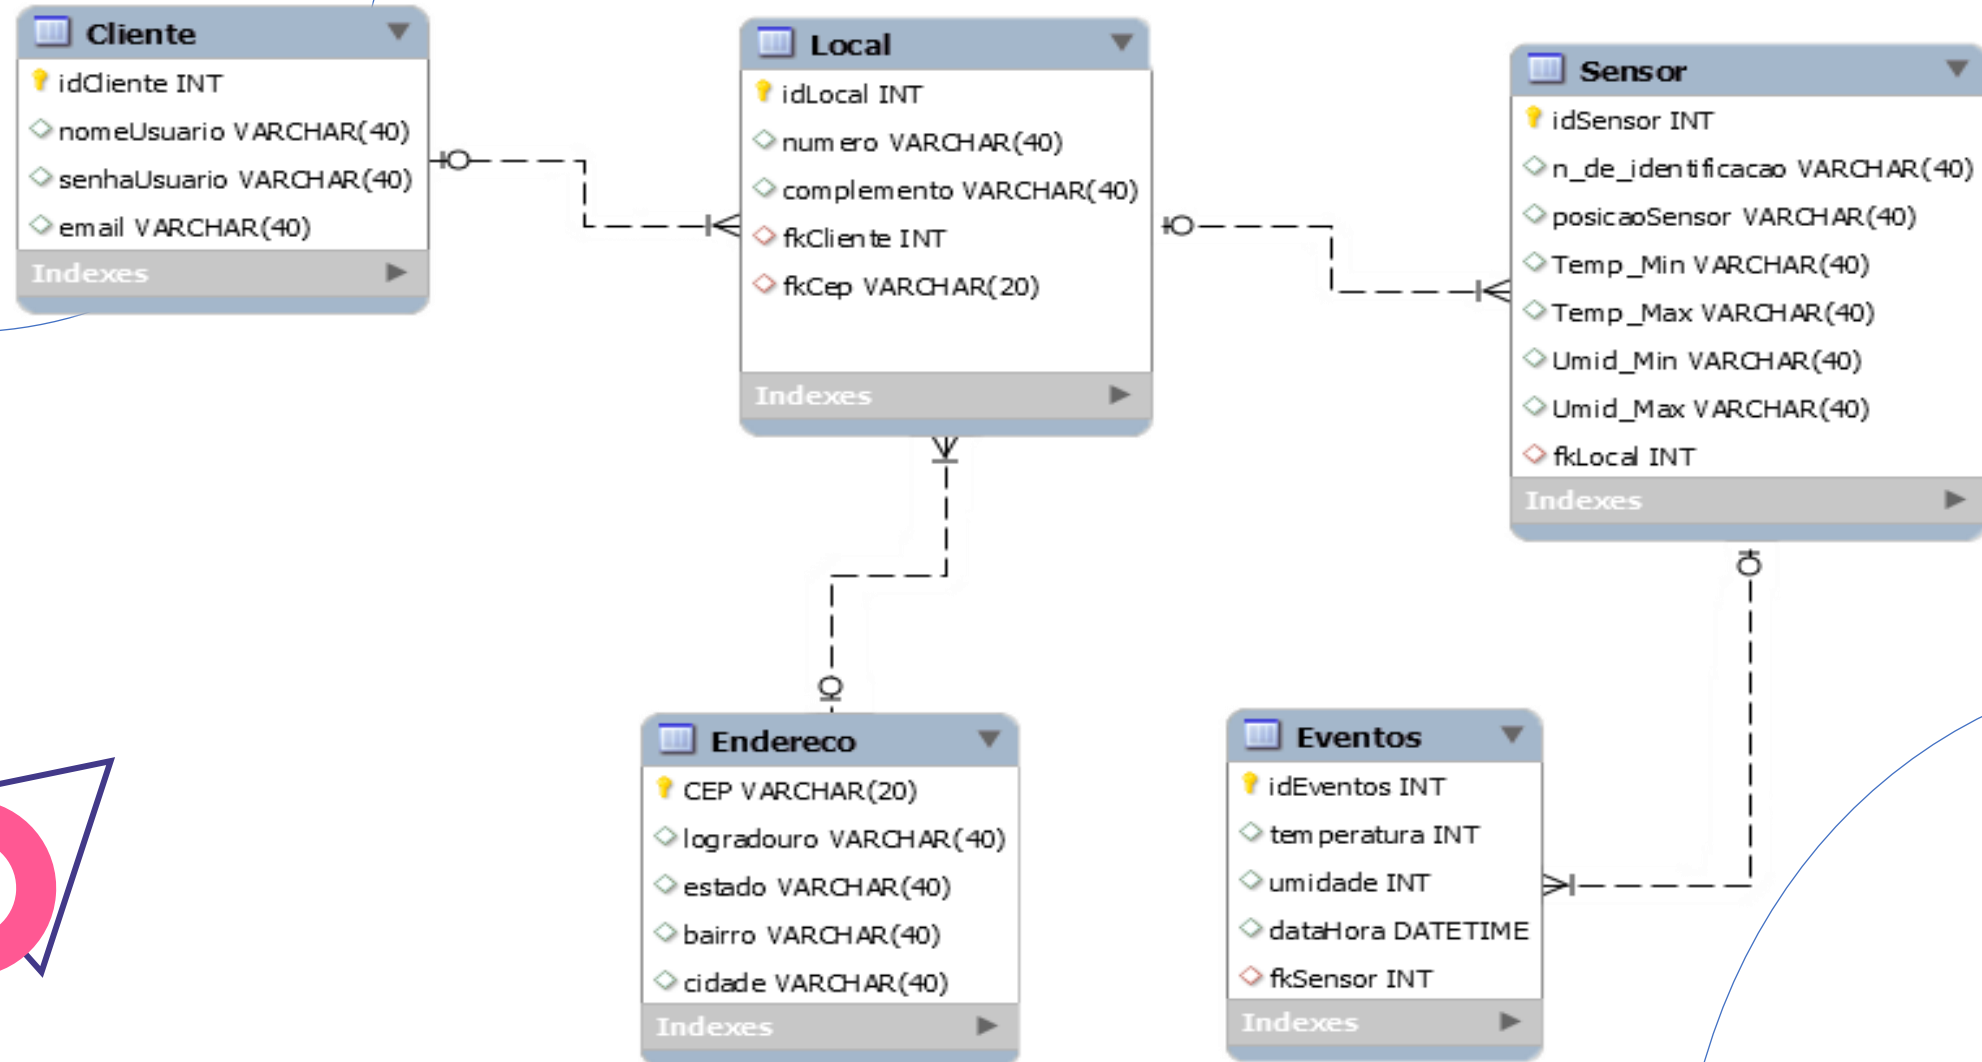 Cliente
idCliente INT
nomeUsuario VARCHAR(40)
senhaUsuario VARCHAR(40)
email VARCHAR(40)
Indexes
Local
idLocal INT
numero VARCHAR(40)
complemento VARCHAR(40)
fkCliente INT
fkCep VARCHAR(20)
Indexes
Sensor
idSensor INT
n_de_identificacao VARCHAR(40)
posicaoSensor VARCHAR(40)
Temp_Min VARCHAR(40)
Temp_Max VARCHAR(40)
Umid_Min VARCHAR(40)
Umid_Max VARCHAR(40)
fkLocal INT
Indexes
Endereco
CEP VARCHAR(20)
logradouro VARCHAR(40)
estado VARCHAR(40)
bairro VARCHAR(40)
cidade VARCHAR(40)
Indexes
Eventos
idEventos INT
temperatura INT
umidade INT
dataHora DATETIME
fkSensor INT
Indexes